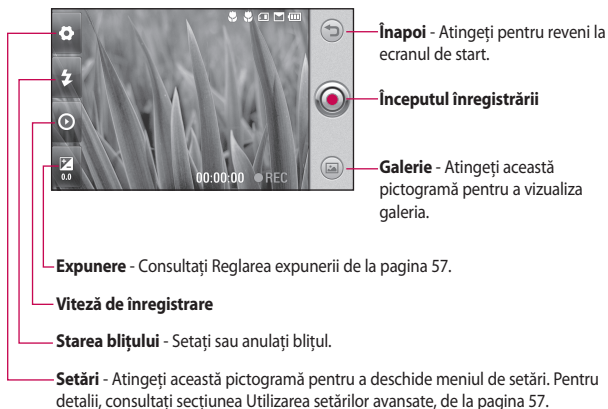 Înapoi - Atingeți pentru reveni la
ecranul de start.
Începutul înregistrării
0.0
00:00:00 REC
Galerie - Atingeți această
pictogramă pentru a vizualiza
galeria.
Expunere - Consultați Reglarea expunerii de la pagina 57.
Viteză de înregistrare
Starea blițului - Setați sau anulați blițul.
Setări - Atingeți această pictogramă pentru a deschide meniul de setări. Pentru
detalii, consultați secțiunea Utilizarea setărilor avansate, de la pagina 57.